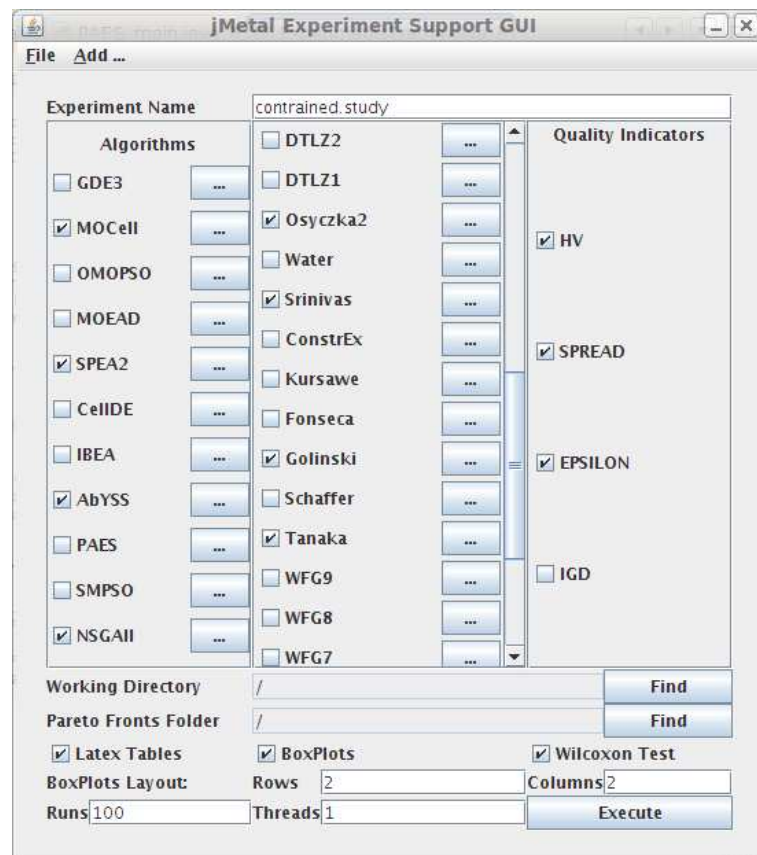 jMetal Experiment Support GUI
File Add ...
Experiment Name contrained.study
Algorithms
GDE3 ...
MOCell ...
OMOPSO ...
MOEAD ...
SPEA2 ...
CellDE ...
IBEA ...
AbYSS ...
PAES ...
SMPSO ...
NSGAII ...
DTLZ2 ...
DTLZ1 ...
Osyczka2 ...
Water ...
Srinivas ...
ConstrEx ...
Kursawe ...
Fonseca ...
Golinski ...
Schaffer ...
Tanaka ...
WFG9 ...
WFG8 ...
WFG7 ...
Quality Indicators
HV
SPREAD
EPSILON
IGD
Working Directory / Find
Pareto Fronts Folder / Find
Latex Tables BoxPlots Wilcoxon Test
BoxPlots Layout: Rows 2 Columns 2
Runs 100 Threads 1 Execute